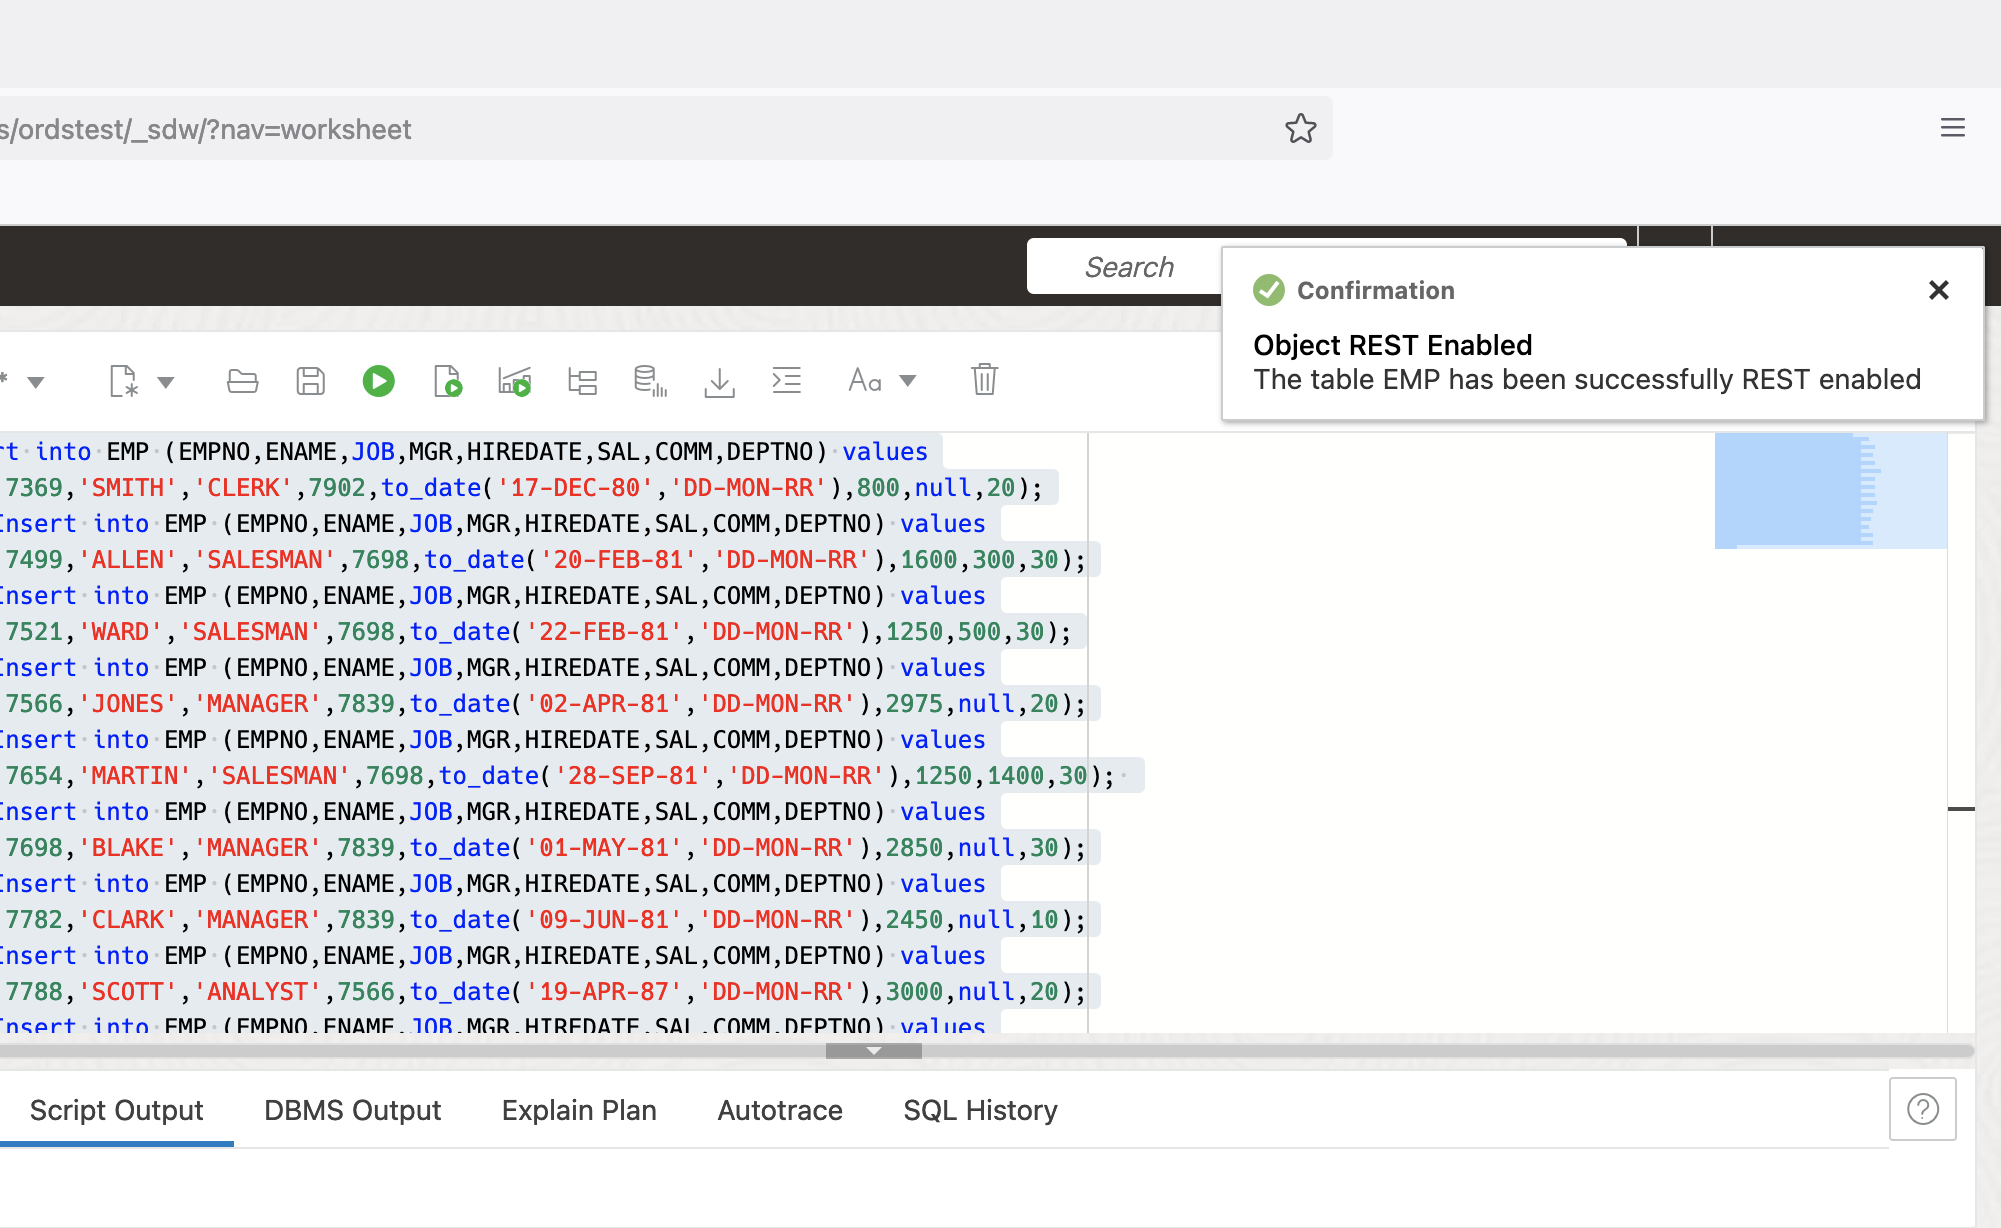 s/ordstest/_sdw/?nav=worksheet
Search
Confirmation
Object REST Enabled
The table EMP has been successfully REST enabled
Aa
rt into EMP (EMPNO,ENAME,JOB,MGR,HIREDATE,SAL,COMM,DEPTNO) values
7369,'SMITH','CLERK',7902,to_date('17-DEC-80','DD-MON-RR'),800,null,20);
Insert into EMP (EMPNO,ENAME,JOB,MGR,HIREDATE,SAL,COMM,DEPTNO) values
7499,'ALLEN','SALESMAN',7698,to_date('20-FEB-81','DD-MON-RR'),1600,300,30);
Insert into EMP (EMPNO,ENAME,JOB,MGR,HIREDATE,SAL,COMM,DEPTNO) values
7521,'WARD','SALESMAN',7698,to_date('22-FEB-81','DD-MON-RR'),1250,500,30);
Insert into EMP (EMPNO,ENAME,JOB,MGR,HIREDATE,SAL,COMM,DEPTNO) values
7566,'JONES','MANAGER',7839,to_date('02-APR-81','DD-MON-RR'),2975,null,20);
Insert into EMP (EMPNO,ENAME,JOB,MGR,HIREDATE,SAL,COMM,DEPTNO) values
7654,'MARTIN','SALESMAN',7698,to_date('28-SEP-81','DD-MON-RR'),1250,1400,30);
Insert into EMP (EMPNO,ENAME,JOB,MGR,HIREDATE,SAL,COMM,DEPTNO) values
7698,'BLAKE','MANAGER',7839,to_date('01-MAY-81','DD-MON-RR'),2850,null,30);
Insert into EMP (EMPNO,ENAME,JOB,MGR,HIREDATE,SAL,COMM,DEPTNO) values
7782,'CLARK','MANAGER',7839,to_date('09-JUN-81','DD-MON-RR'),2450,null,10);
Insert into EMP (EMPNO,ENAME,JOB,MGR,HIREDATE,SAL,COMM,DEPTNO) values
7788,'SCOTT','ANALYST',7566,to_date('19-APR-87','DD-MON-RR'),3000,null,20);
Insert into EMP (EMPNO,ENAME,JOB,MGR,HIREDATE,SAL,COMM,DEPTNO) values
Script Output DBMS Output Explain Plan Autotrace SQL History